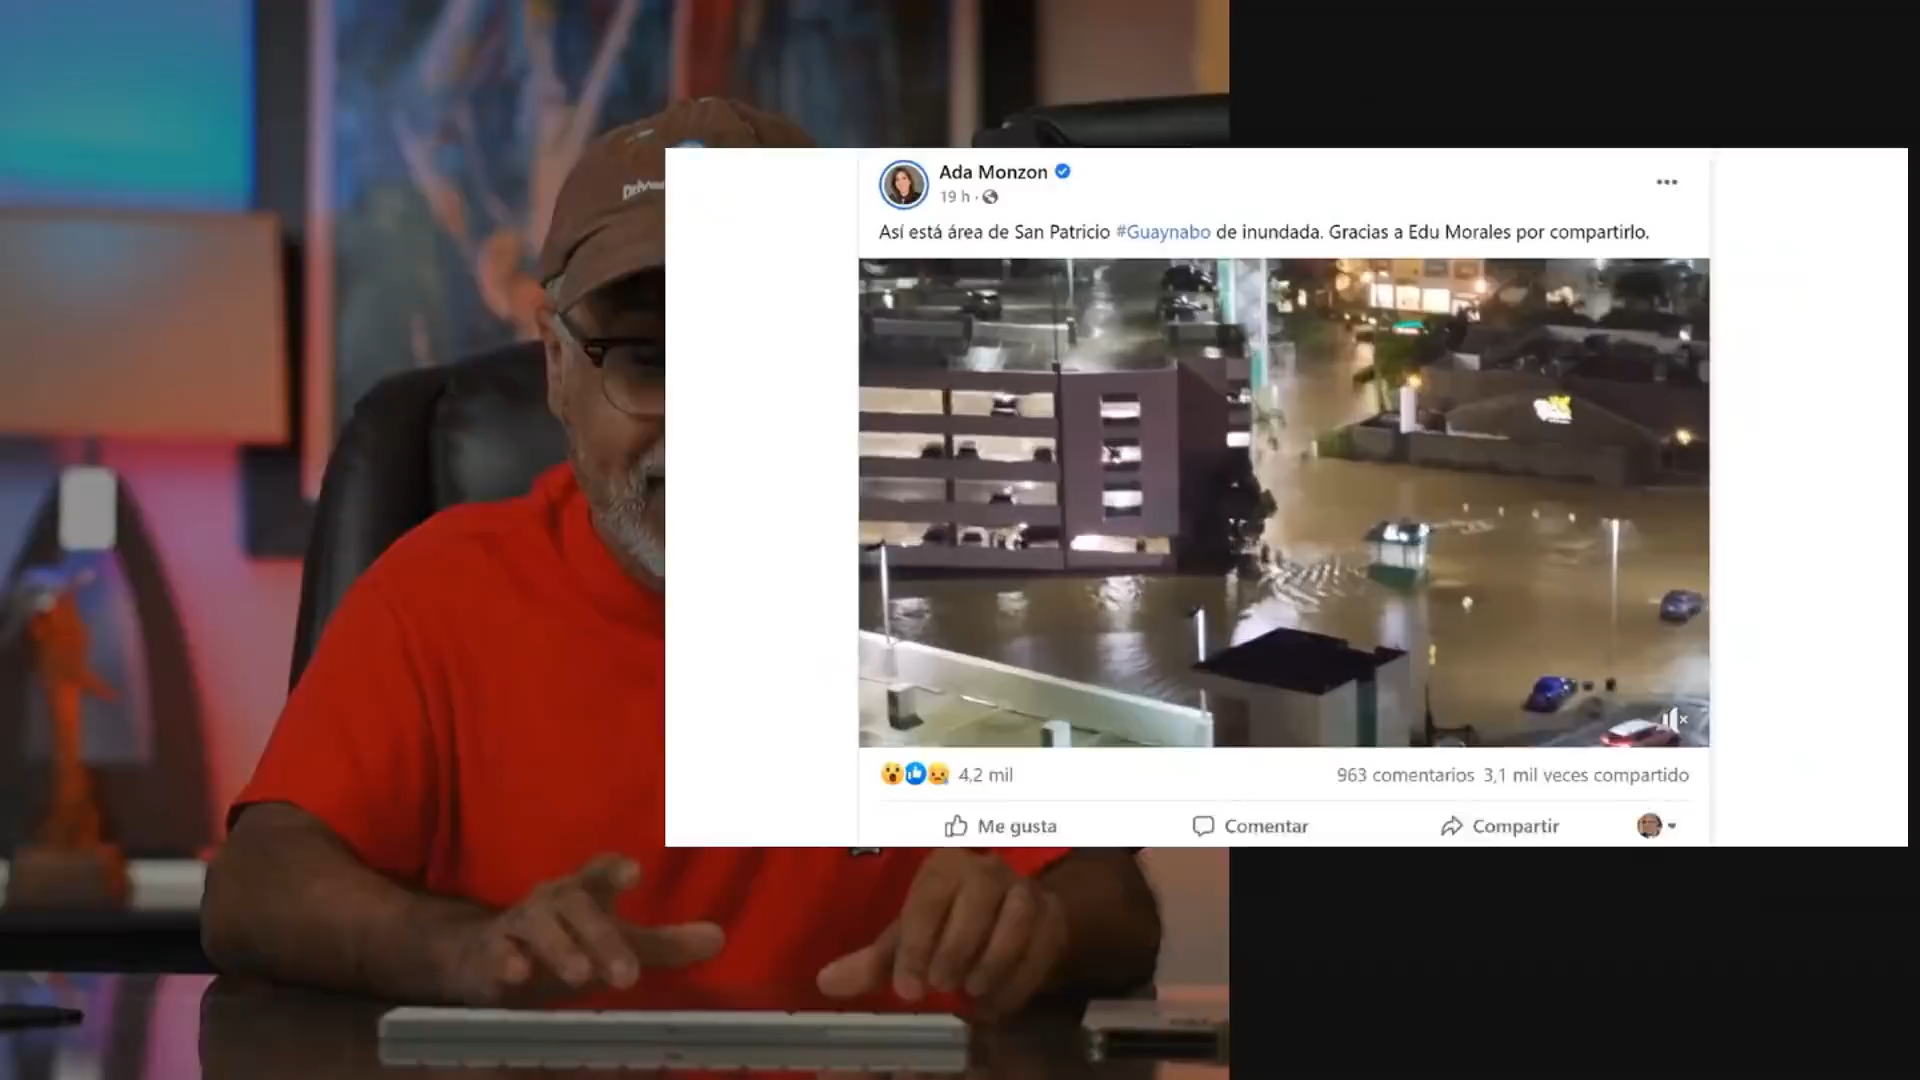 Ada Monzon
19 h ·
Así está área de San Patricio #Guaynabo de inundada. Gracias a Edu Morales por compartirlo.
4,2 mil
963 comentarios 3,1 mil veces compartido
Me gusta
Comentar
Compartir